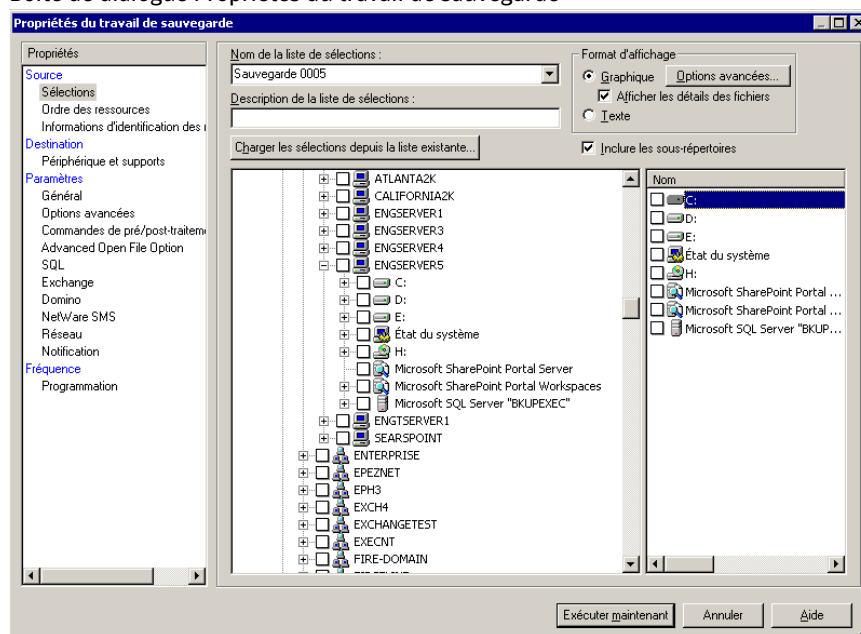 Boîte de dialogue Propriétés du travail de sauvegarde
Propriétés du travail de sauvegarde
Propriétés
Source
Sélections
Ordre des ressources
Informations d'identification des
Destination
Périphérique et supports
Paramètres
Général
Options avancées
Commandes de pré/post-traitem
Advanced Open File Option
SQL
Exchange
Domino
NetWare SMS
Réseau
Notification
Fréquence
Programmation
Nom de la liste de sélections :
Sauvegarde 0005
Description de la liste de sélections :
Charger les sélections depuis la liste existante...
Format d'affichage
Graphique
Options avancées...
Afficher les détails des fichiers
Texte
Inclure les sous-répertoires
ATLANTA2K
CALIFORNIA2K
ENGSERVER1
ENGSERVER3
ENGSERVER4
ENGSERVER5
C:
D:
E:
État du système
H:
Microsoft SharePoint Portal Server
Microsoft SharePoint Portal Workspaces
Microsoft SQL Server "BKUPEXEC"
ENGTSERVER1
SEARSPOINT
ENTERPRISE
EPEZNET
EPH3
EXCH4
EXCHANGETEST
EXECNT
FIRE-DOMAIN
Nom
C:
D:
E:
État du système
H:
Microsoft SharePoint Portal ...
Microsoft SharePoint Portal ...
Microsoft SQL Server "BKUP...
Exécuter maintenant
Annuler
Aide